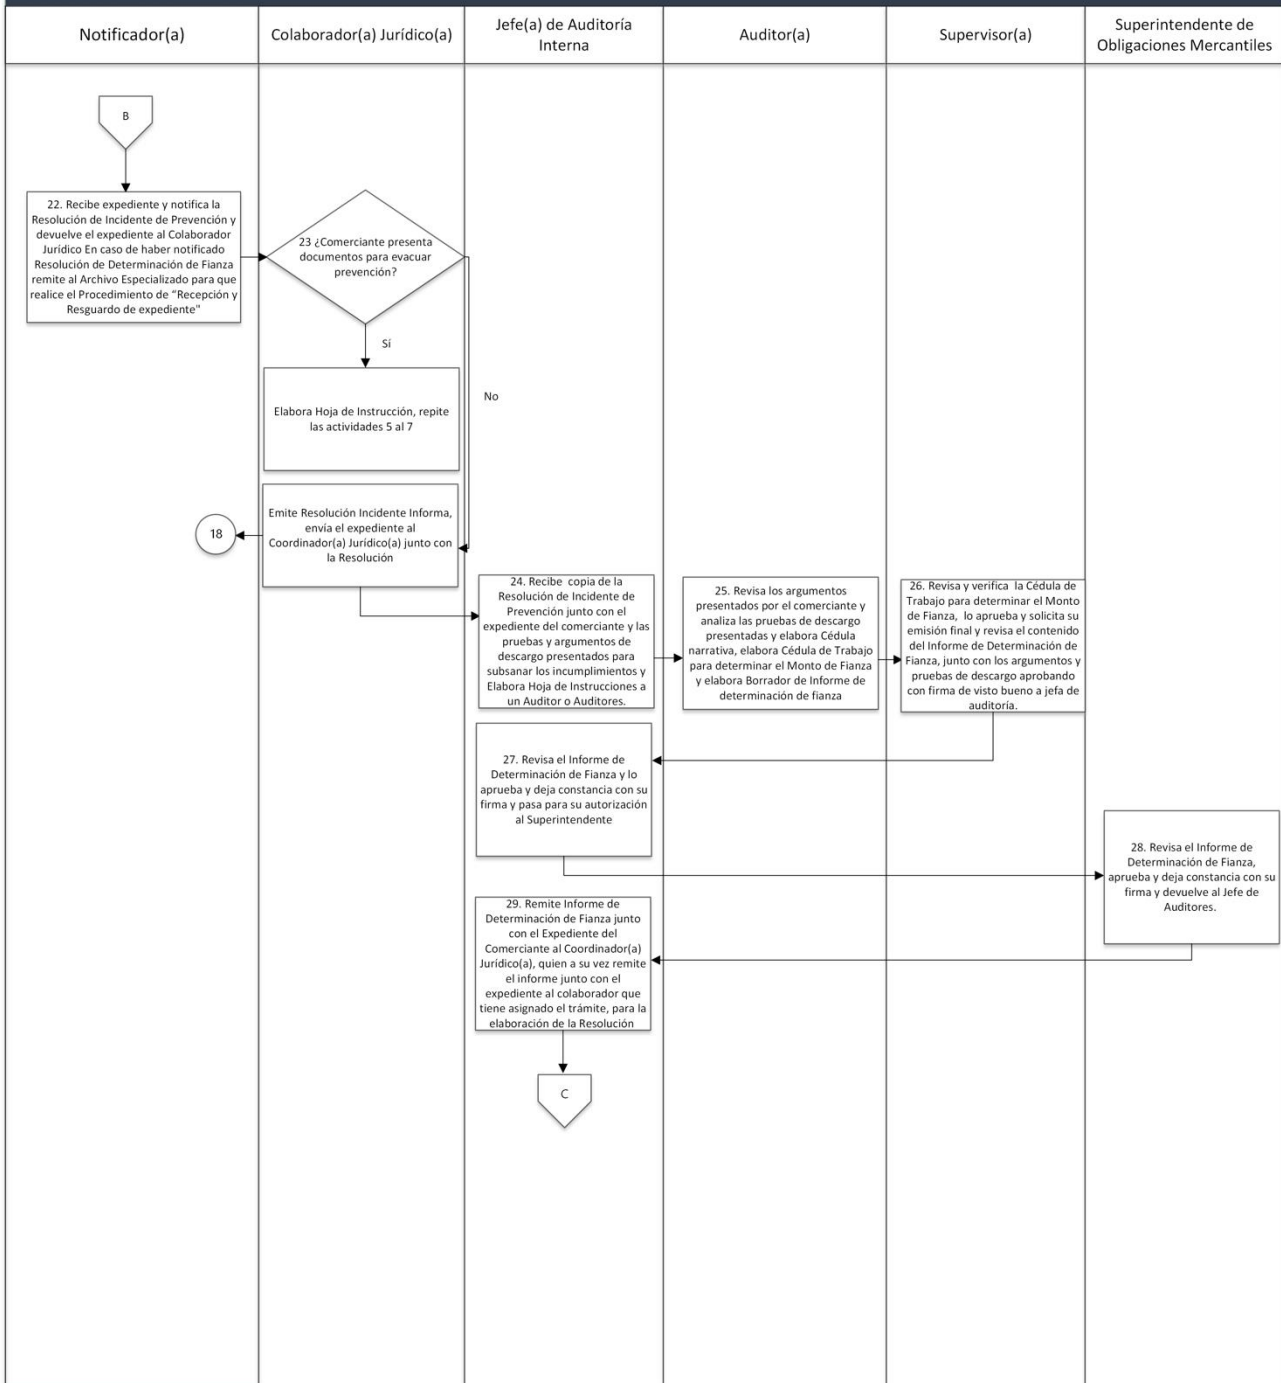 Notificador(a)
Colaborador(a) Jurídico(a)
Jefe(a) de Auditoría
Interna
Auditor(a)
Supervisor(a)
Superintendente de
Obligaciones Mercantiles
B
22. Recibe expediente y notifica la
Resolución de Incidente de Prevención y
devuelve el expediente al Colaborador
Jurídico En caso de haber notificado
Resolución de Determinación de Fianza
remite al Archivo Especializado para que
realice el Procedimiento de “Recepción y
Resguardo de expediente"
23 ¿Comerciante presenta
documentos para evacuar
prevención?
Sí
No
Elabora Hoja de Instrucción, repite
las actividades 5 al 7
Emite Resolución Incidente Informa,
envía el expediente al
Coordinador(a) Jurídico(a) junto con
la Resolución
18
24. Recibe copia de la
Resolución de Incidente de
Prevención junto con el
expediente del comerciante y las
pruebas y argumentos de
descargo presentados para
subsanar los incumplimientos y
Elabora Hoja de Instrucciones a
un Auditor o Auditores.
25. Revisa los argumentos
presentados por el comerciante y
analiza las pruebas de descargo
presentadas y elabora Cédula
narrativa, elabora Cédula de Trabajo
para determinar el Monto de Fianza
y elabora Borrador de Informe de
determinación de fianza
26. Revisa y verifica la Cédula de
Trabajo para determinar el Monto
de Fianza, lo aprueba y solicita su
emisión final y revisa el contenido
del Informe de Determinación de
Fianza, junto con los argumentos y
pruebas de descargo aprobando
con firma de visto bueno a jefa de
auditoría.
27. Revisa el Informe de
Determinación de Fianza y lo
aprueba y deja constancia con su
firma y pasa para su autorización
al Superintendente
28. Revisa el Informe de
Determinación de Fianza,
aprueba y deja constancia con su
firma y devuelve al Jefe de
Auditores.
29. Remite Informe de
Determinación de Fianza junto
con el Expediente del
Comerciante al Coordinador(a)
Jurídico(a), quien a su vez remite
el informe junto con el
expediente al colaborador que
tiene asignado el trámite, para la
elaboración de la Resolución
C